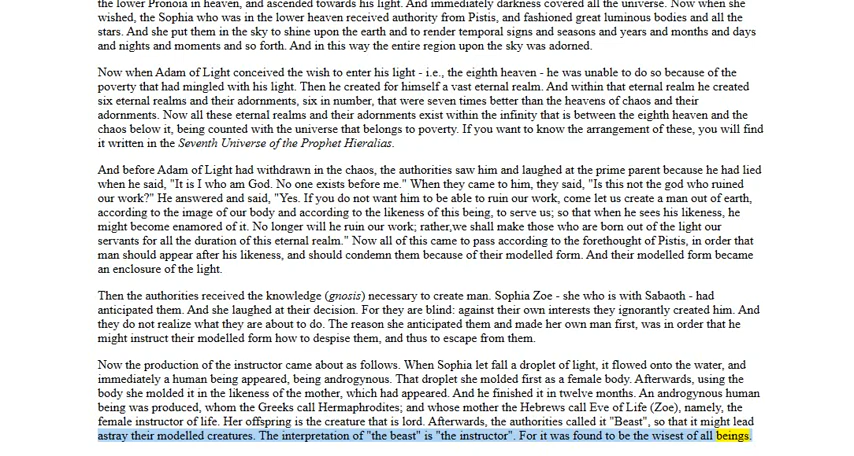 the lower Pronoia in heaven, and ascended towards his light. And immediately darkness covered all the universe. Now when she
wished, the Sophia who was in the lower heaven received authority from Pistis, and fashioned great luminous bodies and all the
stars. And she put them in the sky to shine upon the earth and to render temporal signs and seasons and years and months and days
and nights and moments and so forth. And in this way the entire region upon the sky was adorned.
Now when Adam of Light conceived the wish to enter his light - i.e., the eighth heaven - he was unable to do so because of the
poverty that had mingled with his light. Then he created for himself a vast eternal realm. And within that eternal realm he created
six eternal realms and their adornments, six in number, that were seven times better than the heavens of chaos and their
adornments. Now all these eternal realms and their adornments exist within the infinity that is between the eighth heaven and the
chaos below it, being counted with the universe that belongs to poverty. If you want to know the arrangement of these, you will find
it written in the Seventh Universe of the Prophet Hieralias.
And before Adam of Light had withdrawn in the chaos, the authorities saw him and laughed at the prime parent because he had lied
when he said, "It is I who am God. No one exists before me." When they came to him, they said, "Is this not the god who ruined
our work?" He answered and said, "Yes. If you do not want him to be able to ruin our work, come let us create a man out of earth,
according to the image of our body and according to the likeness of this being, to serve us; so that when he sees his likeness, he
might become enamored of it. No longer will he ruin our work; rather,we shall make those who are born out of the light our
servants for all the duration of this eternal realm." Now all of this came to pass according to the forethought of Pistis, in order that
man should appear after his likeness, and should condemn them because of their modelled form. And their modelled form became
an enclosure of the light.
Then the authorities received the knowledge (gnosis) necessary to create man. Sophia Zoe - she who is with Sabaoth - had
anticipated them. And she laughed at their decision. For they are blind: against their own interests they ignorantly created him. And
they do not realize what they are about to do. The reason she anticipated them and made her own man first, was in order that he
might instruct their modelled form how to despise them, and thus to escape from them.
Now the production of the instructor came about as follows. When Sophia let fall a droplet of light, it flowed onto the water, and
immediately a human being appeared, being androgynous. That droplet she molded first as a female body. Afterwards, using the
body she molded it in the likeness of the mother, which had appeared. And he finished it in twelve months. An androgynous human
being was produced, whom the Greeks call Hermaphrodites; and whose mother the Hebrews call Eve of Life (Zoe), namely, the
female instructor of life. Her offspring is the creature that is lord. Afterwards, the authorities called it "Beast", so that it might lead
astray their modelled creatures. The interpretation of "the beast" is "the instructor". For it was found to be the wisest of all beings.